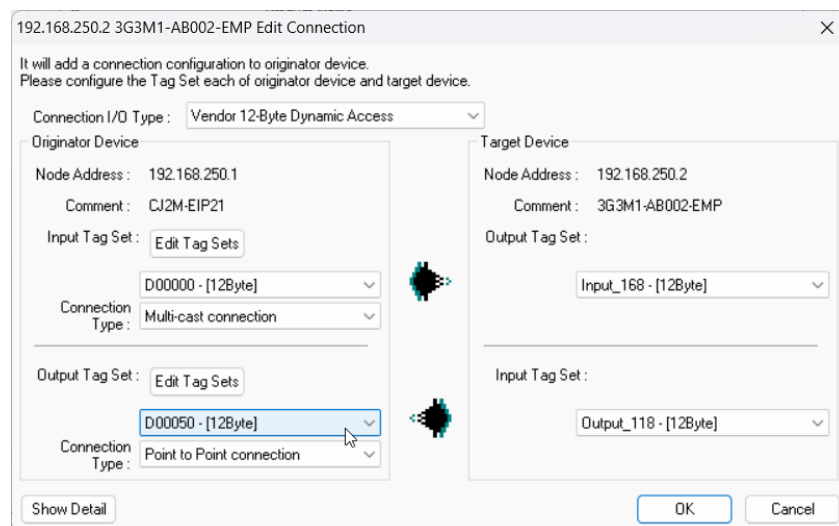 192.168.250.2 3G3M1-AB002-EMP Edit Connection
It will add a connection configuration to originator device.
Please configure the Tag Set each of originator device and target device.
Connection I/O Type : Vendor 12-Byte Dynamic Access
Originator Device
Node Address : 192.168.250.1
Comment : CJ2M-EIP21
Input Tag Set : Edit Tag Sets
D00000 - [12Byte]
Connection Type : Multi-cast connection
Output Tag Set : Edit Tag Sets
D00050 - [12Byte]
Connection Type : Point to Point connection
Target Device
Node Address : 192.168.250.2
Comment : 3G3M1-AB002-EMP
Output Tag Set :
Input_168 - [12Byte]
Input Tag Set :
Output_118 - [12Byte]
Show Detail
OK
Cancel